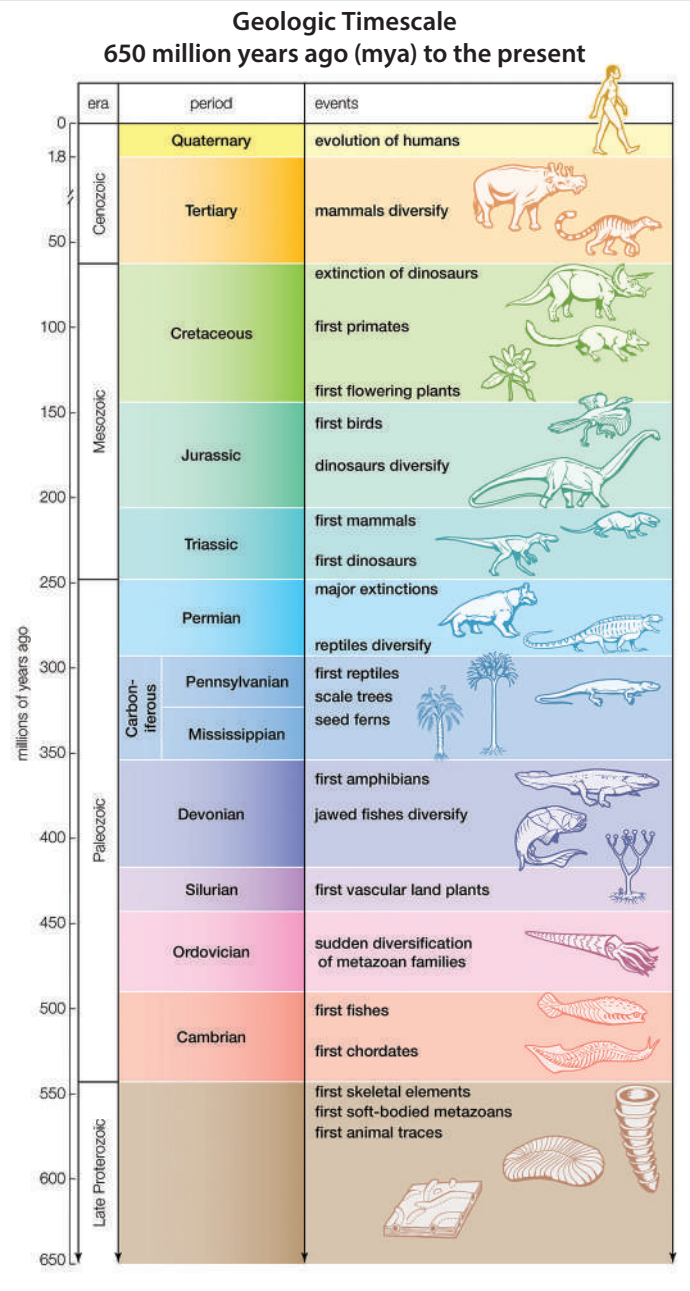 Geologic Timescale
650 million years ago (mya) to the present
era period events
0
Quaternary evolution of humans
1.8
Cenozoic
Tertiary mammals diversify
50
extinction of dinosaurs
100
first primates
Cretaceous
first flowering plants
150
Mesozoic
first birds
Jurassic
dinosaurs diversify
200
first mammals
Triassic
first dinosaurs
250
major extinctions
Permian
reptiles diversify
millions of years ago
300
Carbon-
iferous
Pennsylvanian
first reptiles
scale trees
seed ferns
Mississippian
350
first amphibians
Devonian jawed fishes diversify
Paleozoic
400
Silurian first vascular land plants
450
Ordovician
sudden diversification
of metazoan families
500
first fishes
Cambrian
first chordates
550
first skeletal elements
first soft-bodied metazoans
first animal traces
600
Late Proterozoic
650